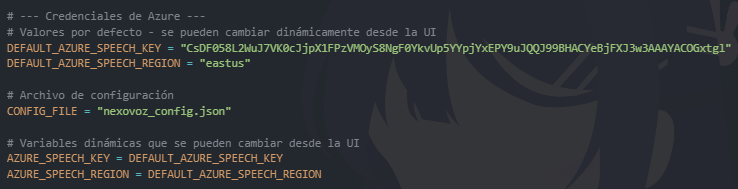 # --- Credenciales de Azure ---
# Valores por defecto - se pueden cambiar dinámicamente desde la UI
DEFAULT_AZURE_SPEECH_KEY = "CsDF058L2WuJ7VK0cJjpX1FPzVMOyS8NgF0YkvUp5YYpjYxEPY9uJQQJ99BHACYeBjFXJ3w3AAAYACOGxtgl"
DEFAULT_AZURE_SPEECH_REGION = "eastus"
# Archivo de configuración
CONFIG_FILE = "nexovoz_config.json"
# Variables dinámicas que se pueden cambiar desde la UI
AZURE_SPEECH_KEY = DEFAULT_AZURE_SPEECH_KEY
AZURE_SPEECH_REGION = DEFAULT_AZURE_SPEECH_REGION